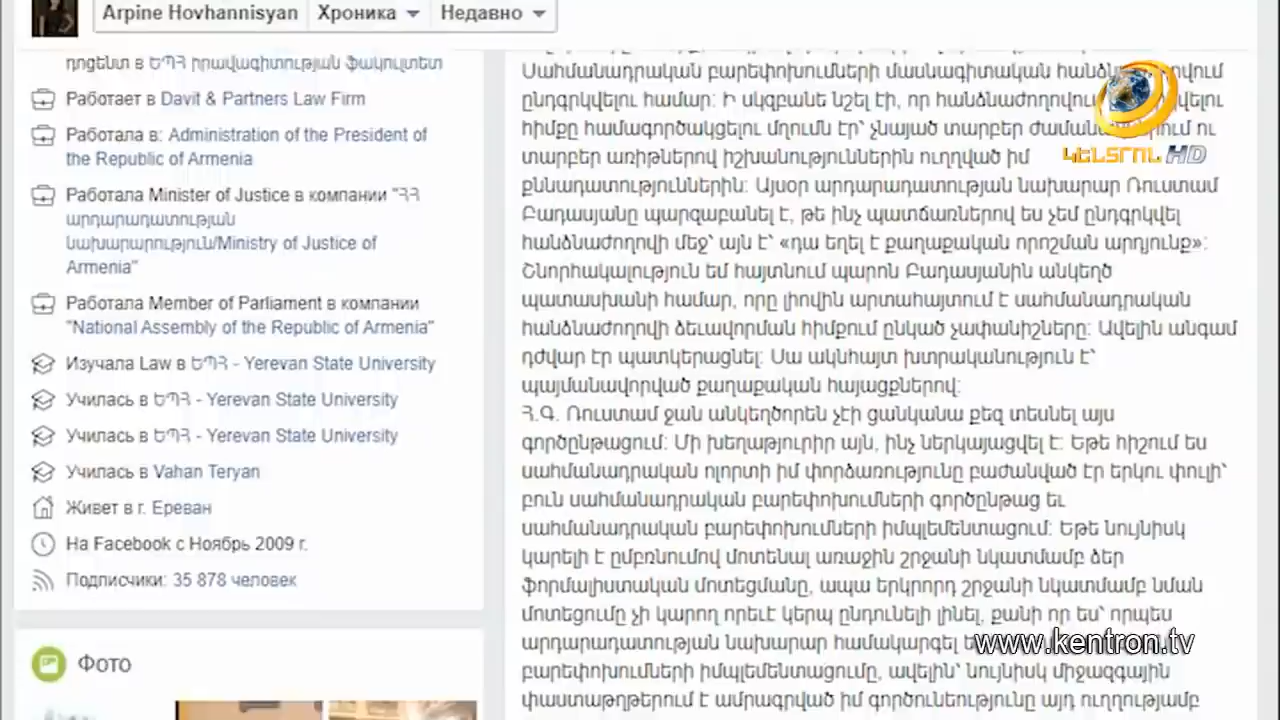 Arpine Hovhannisyan Хроника Недавно
դոցենտ в ԵՊՀ իրավագիտության ֆակուլտետ
Работает в Davit & Partners Law Firm
Работала в: Administration of the President of
the Republic of Armenia
Работала Minister of Justice в компании "ՀՀ
արդարադատության
նախարարություն/Ministry of Justice of
Armenia"
Работала Member of Parliament в компании
"National Assembly of the Republic of Armenia"
Изучала Law в ԵՊՀ - Yerevan State University
Училась в ԵՊՀ - Yerevan State University
Училась в ԵՊՀ - Yerevan State University
Училась в Vahan Teryan
Живет в г. Ереван
На Facebook с Ноябрь 2009 г.
Подписчики: 35 878 человек
Фото
Սահմանադրական բարեփոխումների մասնագիտական
ընդգրկվելու համար: Ի սկզբանե նշել էի, որ
հիմքը համագործակցելու մղումն էր՝ չնայած տարբեր ու
տարբեր առիթներով իշխանություններին ուղղված իմ
քննադատություններին: Այսօր արդարադատության նախարար Ռուստամ
Բադասյանը պարզաբանել է, թե ինչ պատճառներով ես չեմ ընդգրկվել
հանձնաժողովի մեջ՝ այն է՝ «դա եղել է քաղաքական որոշման արդյունք»:
Շնորհակալություն եմ հայտնում պարոն Բադասյանին անկեղծ
պատասխանի համար, որը լիովին արտահայտում է սահմանադրական
հանձնաժողովի ձեւավորման հիմքում ընկած չափանիշները: Ավելին անգամ
դժվար էր պատկերացնել: Սա ակնհայտ խտրականություն է՝
պայմանավորված քաղաքական հայացքներով:
Հ.Գ. Ռուստամ ջան անկեղծորեն չէի ցանկանա քեզ տեսնել այս
գործընթացում: Մի խեղաթյուրիր այն, ինչ ներկայացվել է: Եթե հիշում ես
սահմանադրական ոլորտի իմ փորձառությունը բաժանված էր երկու փուլի՝
բուն սահմանադրական բարեփոխումների գործընթաց եւ
սահմանադրական բարեփոխումների իմպլեմենտացում: Եթե նույնիսկ
կարելի է ըմբռնումով մոտենալ առաջին շրջանի նկատմամբ ձեր
ֆորմալիստական մոտեցմանը, ապա երկրորդ շրջանի նկատմամբ նման
մոտեցումը չի կարող որեւէ կերպ ընդունելի լինել, քանի որ ես՝ որպես
արդարադատության նախարար համակարգել
բարեփոխումների իմպլեմենտացումը, ավելին՝ նույնիսկ միջազգային
փաստաթղթերում է ամրագրված իմ գործունեությունը այդ ուղղությամբ
ԿԵՆՏՐՈՆ HD
www.kentron.tv